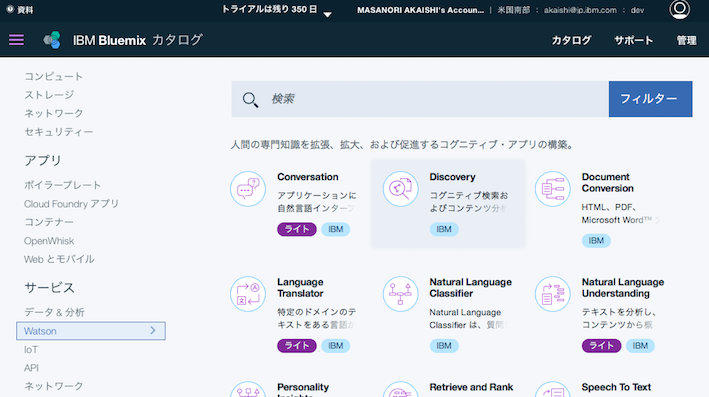 資料
トライアルは残り 350 日
MASANORI AKAISHI's Accoun... | 米国南部 : akaishi@jp.ibm.com : dev
IBM Bluemix カタログ
カタログ
サポート
管理
コンピュート
ストレージ
ネットワーク
セキュリティー
アプリ
ボイラープレート
Cloud Foundry アプリ
コンテナー
OpenWhisk
Web とモバイル
サービス
データ & 分析
Watson
IoT
API
ネットワーク
検索
フィルター
人間の専門知識を拡張、拡大、および促進するコグニティブ・アプリの構築。
Conversation
アプリケーションに
自然言語インターフ
ライト
IBM
Discovery
コグニティブ検索お
よびコンテンツ分析
IBM
Document
Conversion
HTML、PDF、
Microsoft Word™
IBM
Language
Translator
特定のドメインのテ
キストをある言語か
ライト
IBM
Natural Language
Classifier
Natural Language
Classifier は、質問
IBM
Natural Language
Understanding
テキストを分析し、
コンテンツから概
ライト
IBM
Personality
Insights
Retrieve and Rank
Speech To Text